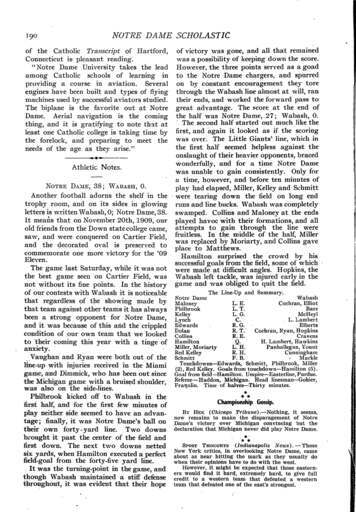 190
NOTRE DAME SCHOLASTIC
of the Catholic Transcript of Hartford,
Connecticut is pleasant reading.
"Notre Dame University takes the lead
among Catholic schools of learning in
providing a course in aviation. Several
engines have been built and types of flying
machines used by successful aviators studied.
The biplane is the favorite out at Notre
Dame. Aerial navigation is the coming
thing, and it is gratifying to note that at
least one Catholic college is taking time by
the forelock, and preparing to meet the
needs of the age as they arise."
Athletic Notes.
NOTRE DAME, 38; WABASH, 0.
Another football adorns the shelf in the
trophy room, and on its sides in glowing
letters is written Wabash, 0; Notre Dame, 38.
It means that on November 20th, 1909, our
old friends from the Down state college came,
saw, and were conquered on Cartier Field,
and the decorated oval is preserved to
commemorate one more victory for the '09
Eleven.
The game last Saturday, while it was not
the best game seen on Cartier Field, was
not without its fine points. In the history
of our contests with Wabash it is noticeable
that regardless of the showing made by
that team against other teams it has always
been a strong opponent for Notre Dame,
and it was because of this and the crippled
condition of our own team that we looked
to their coming this year with a tinge of
anxiety.
Vaughan and Ryan were both out of the
line-up with injuries received in the Miami
game, and Dimmick, who has been out since
the Michigan game with a bruised shoulder,
was also on the side-lines.
Philbrook kicked off to Wabash in the
first half, and for the first few minutes of
play neither side seemed to have an advan-
tage; finally, it was Notre Dame's ball on
their own forty-yard line. Two downs
brought it past the center of the field and
first down. The next two downs netted
six yards, when Hamilton executed a perfect
field-goal from the forty-five yard line.
It was the turning-point in the game, and
though Wabash maintained a stiff defense
throughout, it was evident that their hope
of victory was gone, and all that remained
was a possibility of keeping down the score.
However, the three points served as a goad
to the Notre Dame chargers, and spurred
on by constant encouragement they tore
through the Wabash line almost at will, ran
their ends, and worked the forward pass to
great advantage. The score at the end of
the half was Notre Dame, 27; Wabash, 0.
The second half started out much like the
first, and again it looked as if the scoring
was over. The Little Giants' line, which in
the first half seemed helpless against the
onslaught of their heavier opponents, braced
wonderfully, and for a time Notre Dame
was unable to gain consistently. Only for
a time, however, and before ten minutes of
play had elapsed, Miller, Kelley and Schmitt
were tearing down the field on long end
runs and line bucks. Wabash was completely
swamped. Collins and Maloney at the ends
played havoc with their formations, and all
attempts to gain through the line were
fruitless. In the middle of the half, Miller
was replaced by Moriarty, and Collins gave
place to Matthews.
Hamilton surprised the crowd by his
successful goals from the field, some of which
were made at difficult angles. Hopkins, the
Wabash left tackle, was injured early in the
game and was obliged to quit the field.
The Line-Up and Summary.
Notre Dame Wabash
Maloney L. E. Cochran, Elliot
Philbrook L. T. Starbuck
Kelley L. G. McHeyl
Lynch C. L. Lambert
Edwards R. G. Eilserts
Dolan R. T. Cochran, Ryan, Hopkins
Collins R. E. Craven
Hamilton Q. H. Lambert, Hawkins
Miller, Moriarty L. H. Fauholegen, Yount
Red Kelley R. H. Cunningham
Schmitt F. B. Markle
Touchdowns—Edwards, Schmitt, Philbrook, Miller
(2), Red Kelley. Goals from touchdown—Hamilton (5).
Goal from field—Hamilton. Umpire—Easterline, Purdue.
Referee—Haddon, Michigan. Head linesman—Gohier,
Franklin. Time of halves—Thirty minutes.
Championship Gossip.
BY HEK (Chicago Tribune).—Nothing, it seems,
now remains to make the disparagement of Notre
Dame's victory over Michigan convincing but the
declaration that Michigan never did play Notre Dame.
SPORT THOUGHTS (Indianapolis News).—Those
New York critics, in overlooking Notre Dame, came
about as near hitting the mark as they usually do
when their opinions have to do with the west.
However, it might be expected that those eastern-
ers would find it hard, extremely hard, to give full
credit to a western team that defeated a western
team that defeated one of the east's strongest.